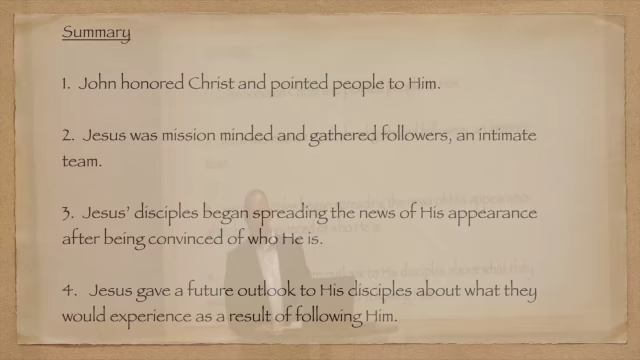 Summary
1. John honored Christ and pointed people to Him.
2. Jesus was mission minded and gathered followers, an intimate
team.
3. Jesus' disciples began spreading the news of His appearance
after being convinced of who He is.
4. Jesus gave a future outlook to His disciples about what they
would experience as a result of following Him.